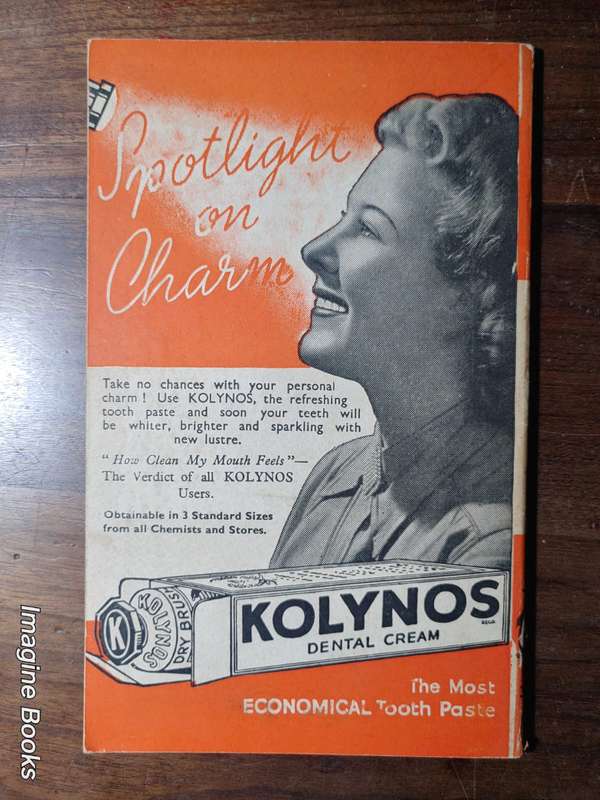 Spotlight
on
Charm
Take no chances with your personal
charm ! Use KOLYNOS, the refreshing
tooth paste and soon your teeth will
be whiter, brighter and sparkling with
new lustre.
“ How Clean My Mouth Feels ”—
The Verdict of all KOLYNOS
Users.
Obtainable in 3 Standard Sizes
from all Chemists and Stores.
K
KOLYNOS
DRY BRUS
KOLYNOS
REGD
DENTAL CREAM
The Most
ECONOMICAL Tooth Paste
Imagine Books